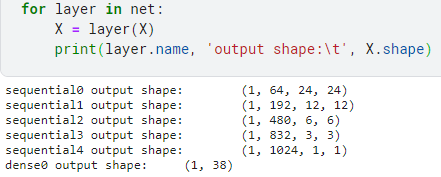 for layer in net:
    X = layer(X)
    print(layer.name, 'output shape:\t', X.shape)
sequential0 output shape:	 (1, 64, 24, 24)
sequential1 output shape:	 (1, 192, 12, 12)
sequential2 output shape:	 (1, 480, 6, 6)
sequential3 output shape:	 (1, 832, 3, 3)
sequential4 output shape:	 (1, 1024, 1, 1)
dense0 output shape:	 (1, 38)